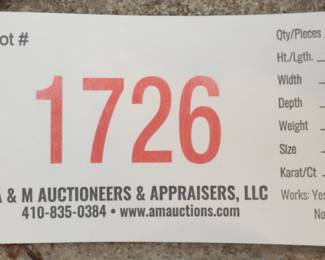 ot #
1726
A & M AUCTIONEERS & APPRAISERS, LLC
410-835-0384 • www.amauctions.com
Qty/Pieces
Ht./Lgth.
Width
Depth
Weight
Size
Karat/Ct
Works: Yes
No